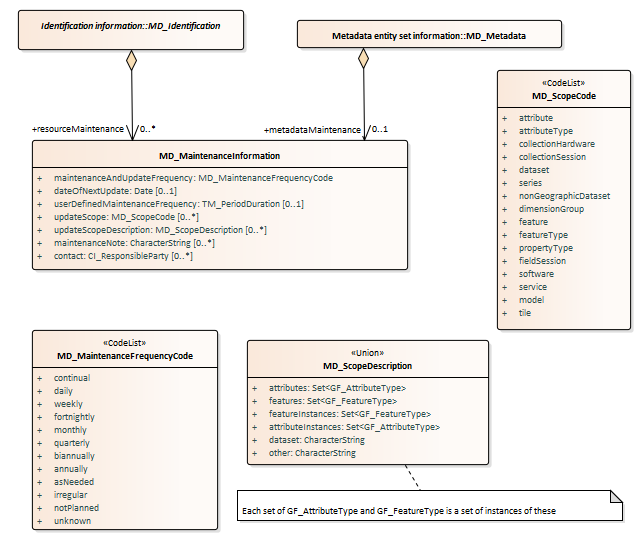 Identification information::MD_Identification
Metadata entity set information::MD_Metadata
+resourceMaintenance 0..*
+metadataMaintenance 0..1
MD_MaintenanceInformation
+ maintenanceAndUpdateFrequency: MD_MaintenanceFrequencyCode
+ dateOfNextUpdate: Date [0..1]
+ userDefinedMaintenanceFrequency: TM_PeriodDuration [0..1]
+ updateScope: MD_ScopeCode [0..*]
+ updateScopeDescription: MD_ScopeDescription [0..*]
+ maintenanceNote: CharacterString [0..*]
+ contact: CI_ResponsibleParty [0..*]
«CodeList»
MD_ScopeCode
+ attribute
+ attributeType
+ collectionHardware
+ collectionSession
+ dataset
+ series
+ nonGeographicDataset
+ dimensionGroup
+ feature
+ featureType
+ propertyType
+ fieldSession
+ software
+ service
+ model
+ tile
«CodeList»
MD_MaintenanceFrequencyCode
+ continual
+ daily
+ weekly
+ fortnightly
+ monthly
+ quarterly
+ biannually
+ annually
+ asNeeded
+ irregular
+ notPlanned
+ unknown
«Union»
MD_ScopeDescription
+ attributes: Set<GF_AttributeType>
+ features: Set<GF_FeatureType>
+ featureInstances: Set<GF_FeatureType>
+ attributeInstances: Set<GF_AttributeType>
+ dataset: CharacterString
+ other: CharacterString
Each set of GF_AttributeType and GF_FeatureType is a set of instances of these